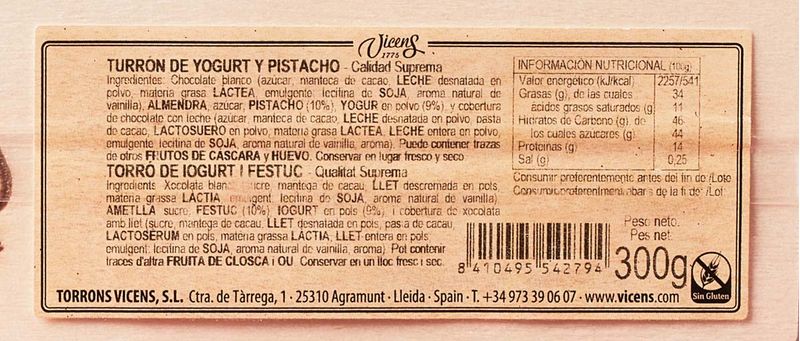 Vicens
1775
TURRÓN DE YOGURT Y PISTACHO - Calidad Suprema
Ingredientes: Chocolate blanco (azúcar, manteca de cacao, LECHE desnatada en
polvo, materia grasa LÁCTEA, emulgente: lecitina de SOJA, aroma natural de
vainilla), ALMENDRA, azúcar, PISTACHO (10%), YOGUR en polvo (9%), y cobertura
de chocolate con leche (azúcar, manteca de cacao, LECHE desnatada en polvo, pasta
de cacao, LACTOSUERO en polvo, materia grasa LÁCTEA, LECHE entera en polvo,
emulgente: lecitina de SOJA, aroma natural de vainilla, aroma). Puede contener trazas
de otros FRUTOS DE CÁSCARA y HUEVO. Conservar en lugar fresco y seco
TORRÓ DE IOGURT I FESTUC - Qualitat Suprema
Ingredients: Xocolata sucre, mantega de cacau, LLET descremada en pols,
matèria grassa LÀCTIA, emulgent: lecitina de SOJA, aroma natural de vainilla),
AMETLLA, sucre, FESTUC (10%), IOGURT en pols (9%), i cobertura de xocolata
amb llet (sucre, mantega de cacau, LLET desnatada en pols, pasta de cacau,
LACTOSÈRUM en pols, matèria grassa LÀCTIA, LLET entera en pols,
emulgent: lecitina de SOJA, aroma natural de vainilla, aroma). Pot contenir
traces d'altra FRUITA DE CLOSCA i OU. Conservar en un lloc fresc i sec.
INFORMACIÓN NUTRICIONAL (100g)
Valor energético (kJ/kcal) 2257/541
Grasas (g), de las cuales 34
ácidos grasos saturados (g) 11
Hidratos de Carbono (g), de 46
los cuales azúcares (g) 44
Proteínas (g) 14
Sal (g) 0,25
Consumir preferentemente antes del fin de:/Lote
Consumir preferentment abans de la fi de:/Lot:
Peso neto:
Pes net:
300g
8 410495 542794
Sin Gluten
TORRONS VICENS, S.L. Ctra. de Tàrrega, 1 · 25310 Agramunt · Lleida · Spain · T. +34 973 39 06 07 · www.vicens.com